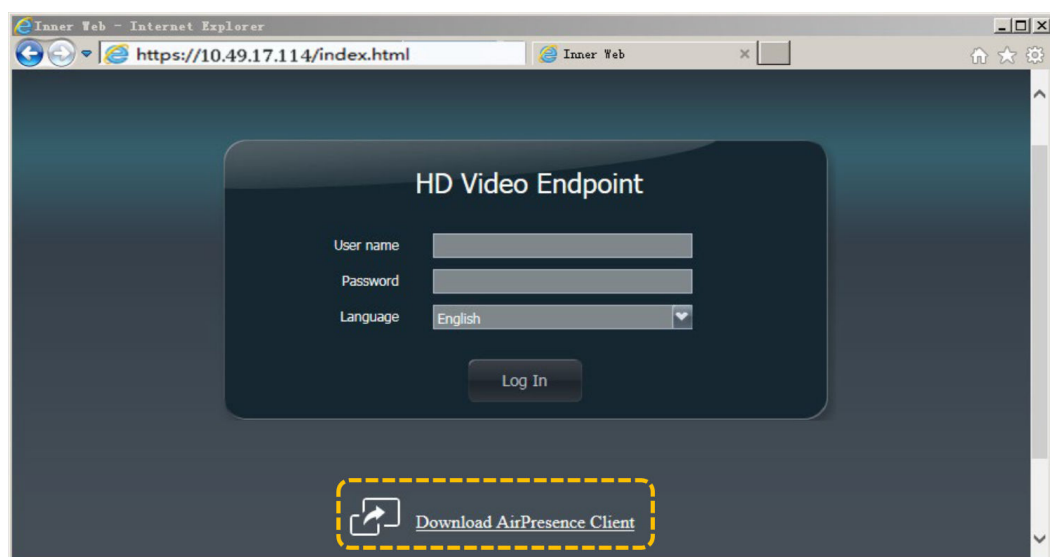 Inner Web - Internet Explorer
https://10.49.17.114/index.html
Inner Web
HD Video Endpoint
User name
Password
Language
English
Log In
Download AirPresence Client